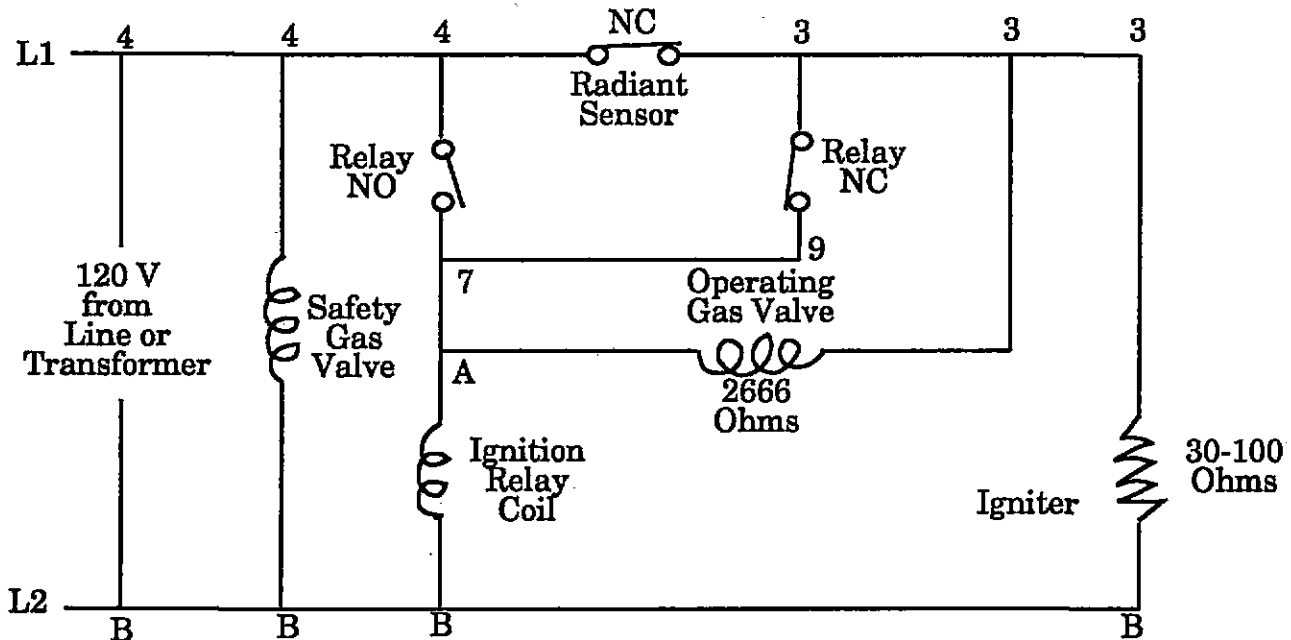 L1
4
4
4
NC
3
3
3
Radiant
Sensor
Relay
NO
Relay
NC
7
9
120 V
from
Line or
Transformer
Safety
Gas
Valve
Operating
Gas Valve
A
2666
Ohms
Ignition
Relay
Coil
Igniter
30-100
Ohms
L2
B
B
B
B